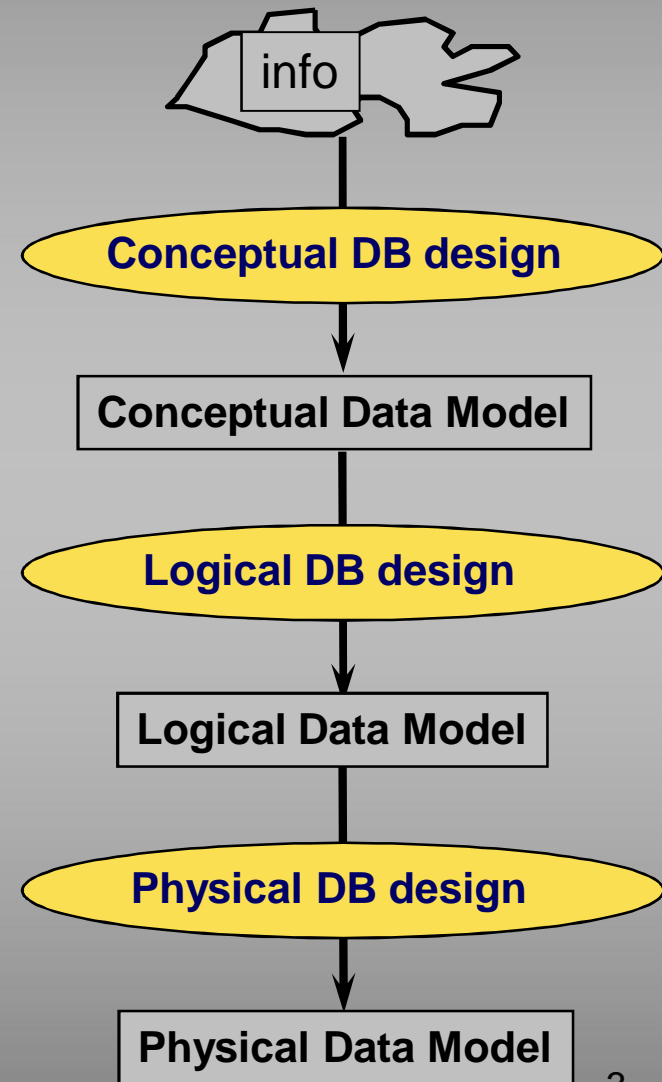 info
Conceptual DB design
Conceptual Data Model
Logical DB design
Logical Data Model
Physical DB design
Physical Data Model